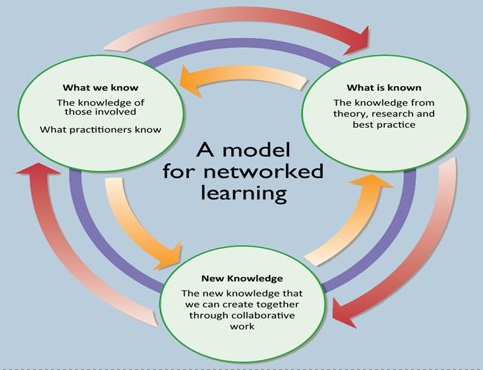 What we know
The knowledge of
those involved
What practitioners know
What is known
The knowledge from
theory, research and
best practice
A model
for networked
learning
New Knowledge
The new knowledge that
we can create together
through collaborative
work